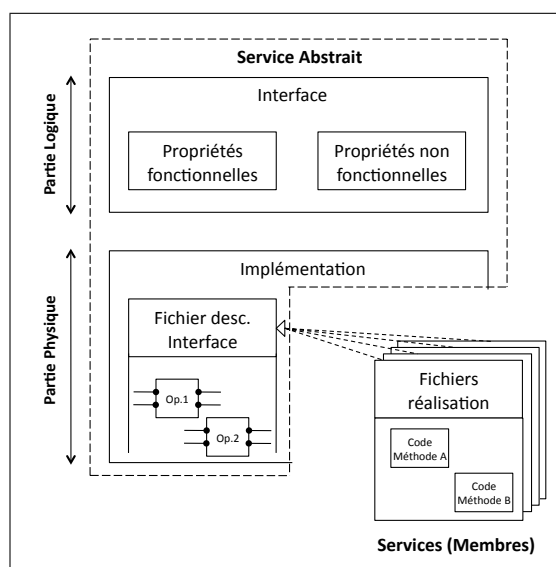 Service Abstrait
Partie Logique
Interface
Propriétés
fonctionnelles
Propriétés non
fonctionnelles
Partie Physique
Implémentation
Fichier desc.
Interface
Op.1
Op.2
Fichiers
réalisation
Code
Méthode A
Code
Méthode B
Services (Membres)